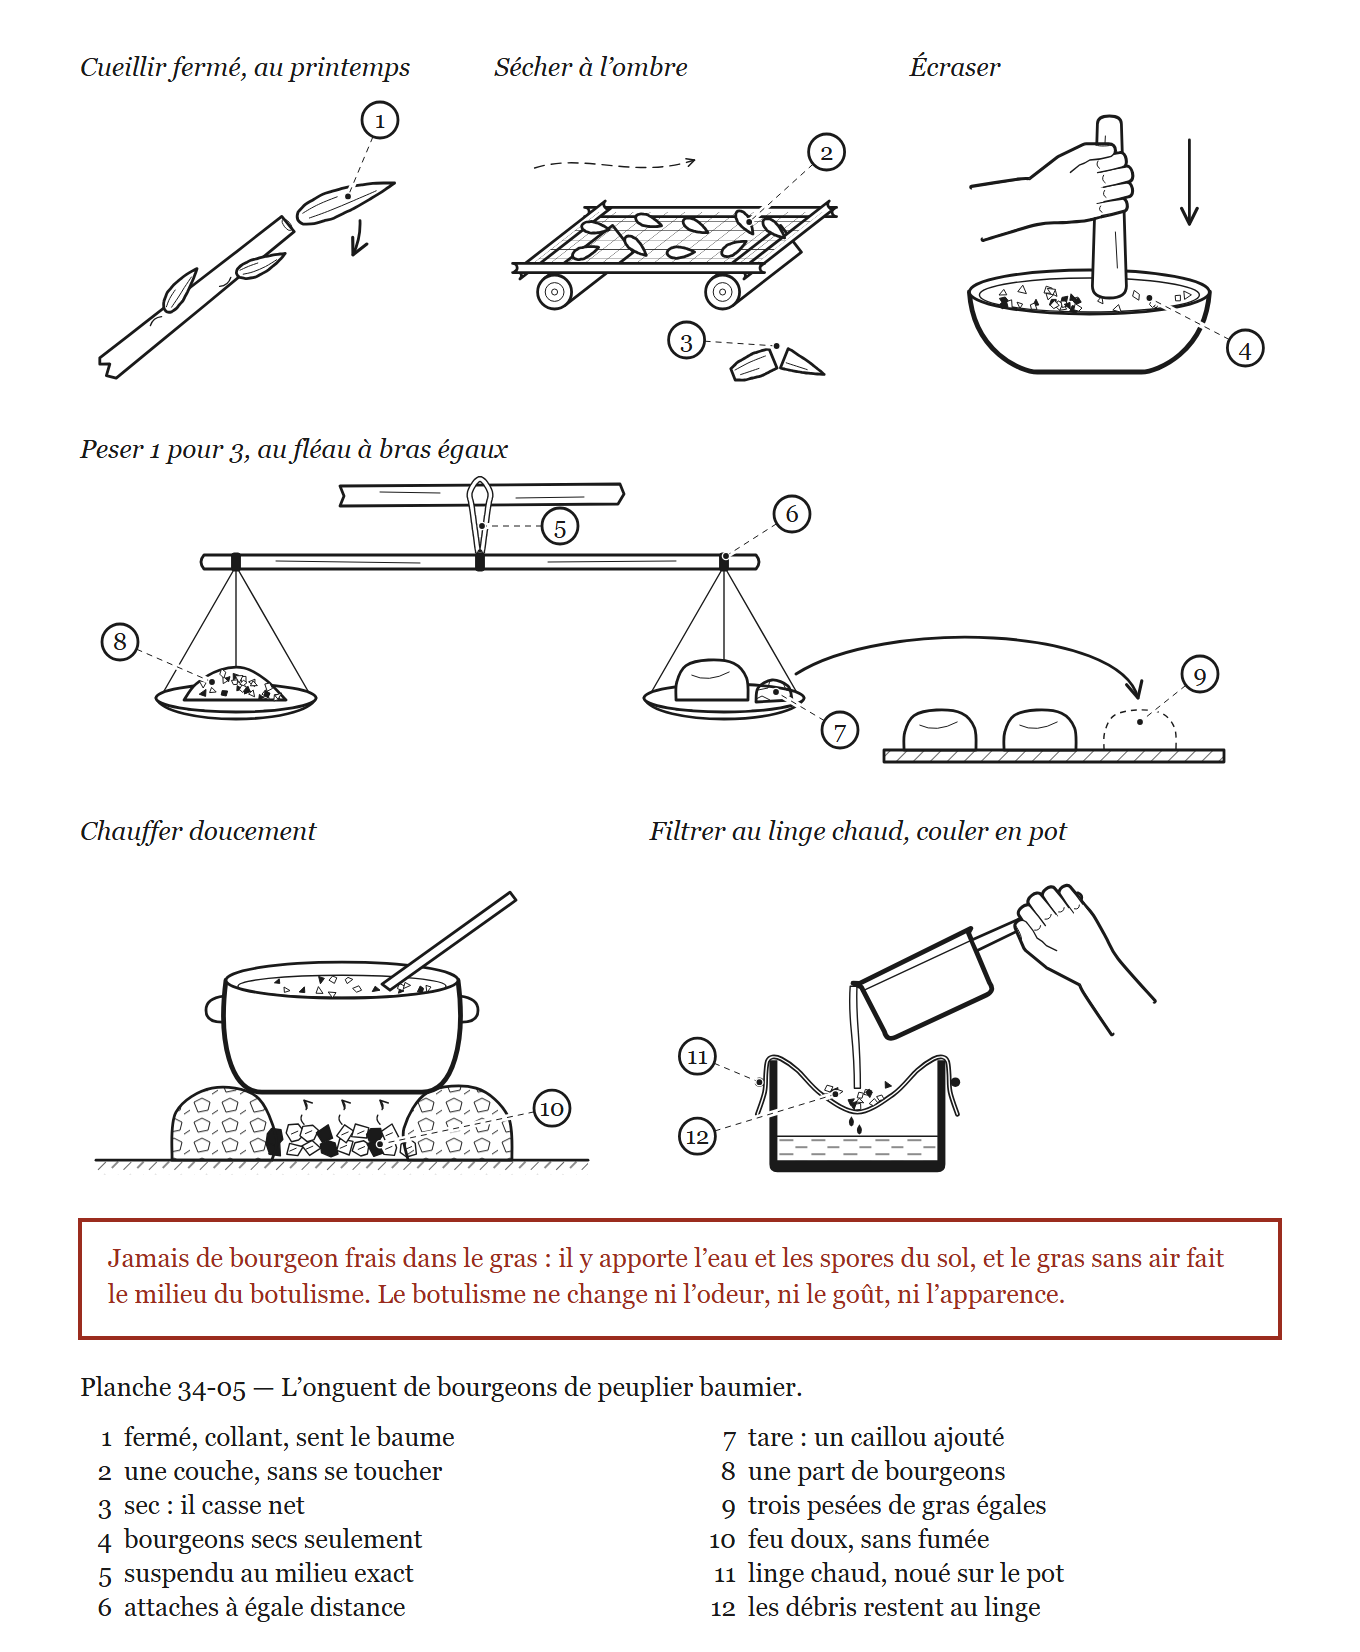 Cueillir fermé, au printemps
Sécher à l’ombre
Écraser
1
2
3
4
Peser 1 pour 3, au fléau à bras égaux
5
6
8
7
9
Chauffer doucement
Filtrer au linge chaud, couler en pot
10
11
12
Jamais de bourgeon frais dans le gras : il y apporte l’eau et les spores du sol, et le gras sans air fait
le milieu du botulisme. Le botulisme ne change ni l’odeur, ni le goût, ni l’apparence.
Planche 34-05 — L’onguent de bourgeons de peuplier baumier.
1 fermé, collant, sent le baume
2 une couche, sans se toucher
3 sec : il casse net
4 bourgeons secs seulement
5 suspendu au milieu exact
6 attaches à égale distance
7 tare : un caillou ajouté
8 une part de bourgeons
9 trois pesées de gras égales
10 feu doux, sans fumée
11 linge chaud, noué sur le pot
12 les débris restent au linge